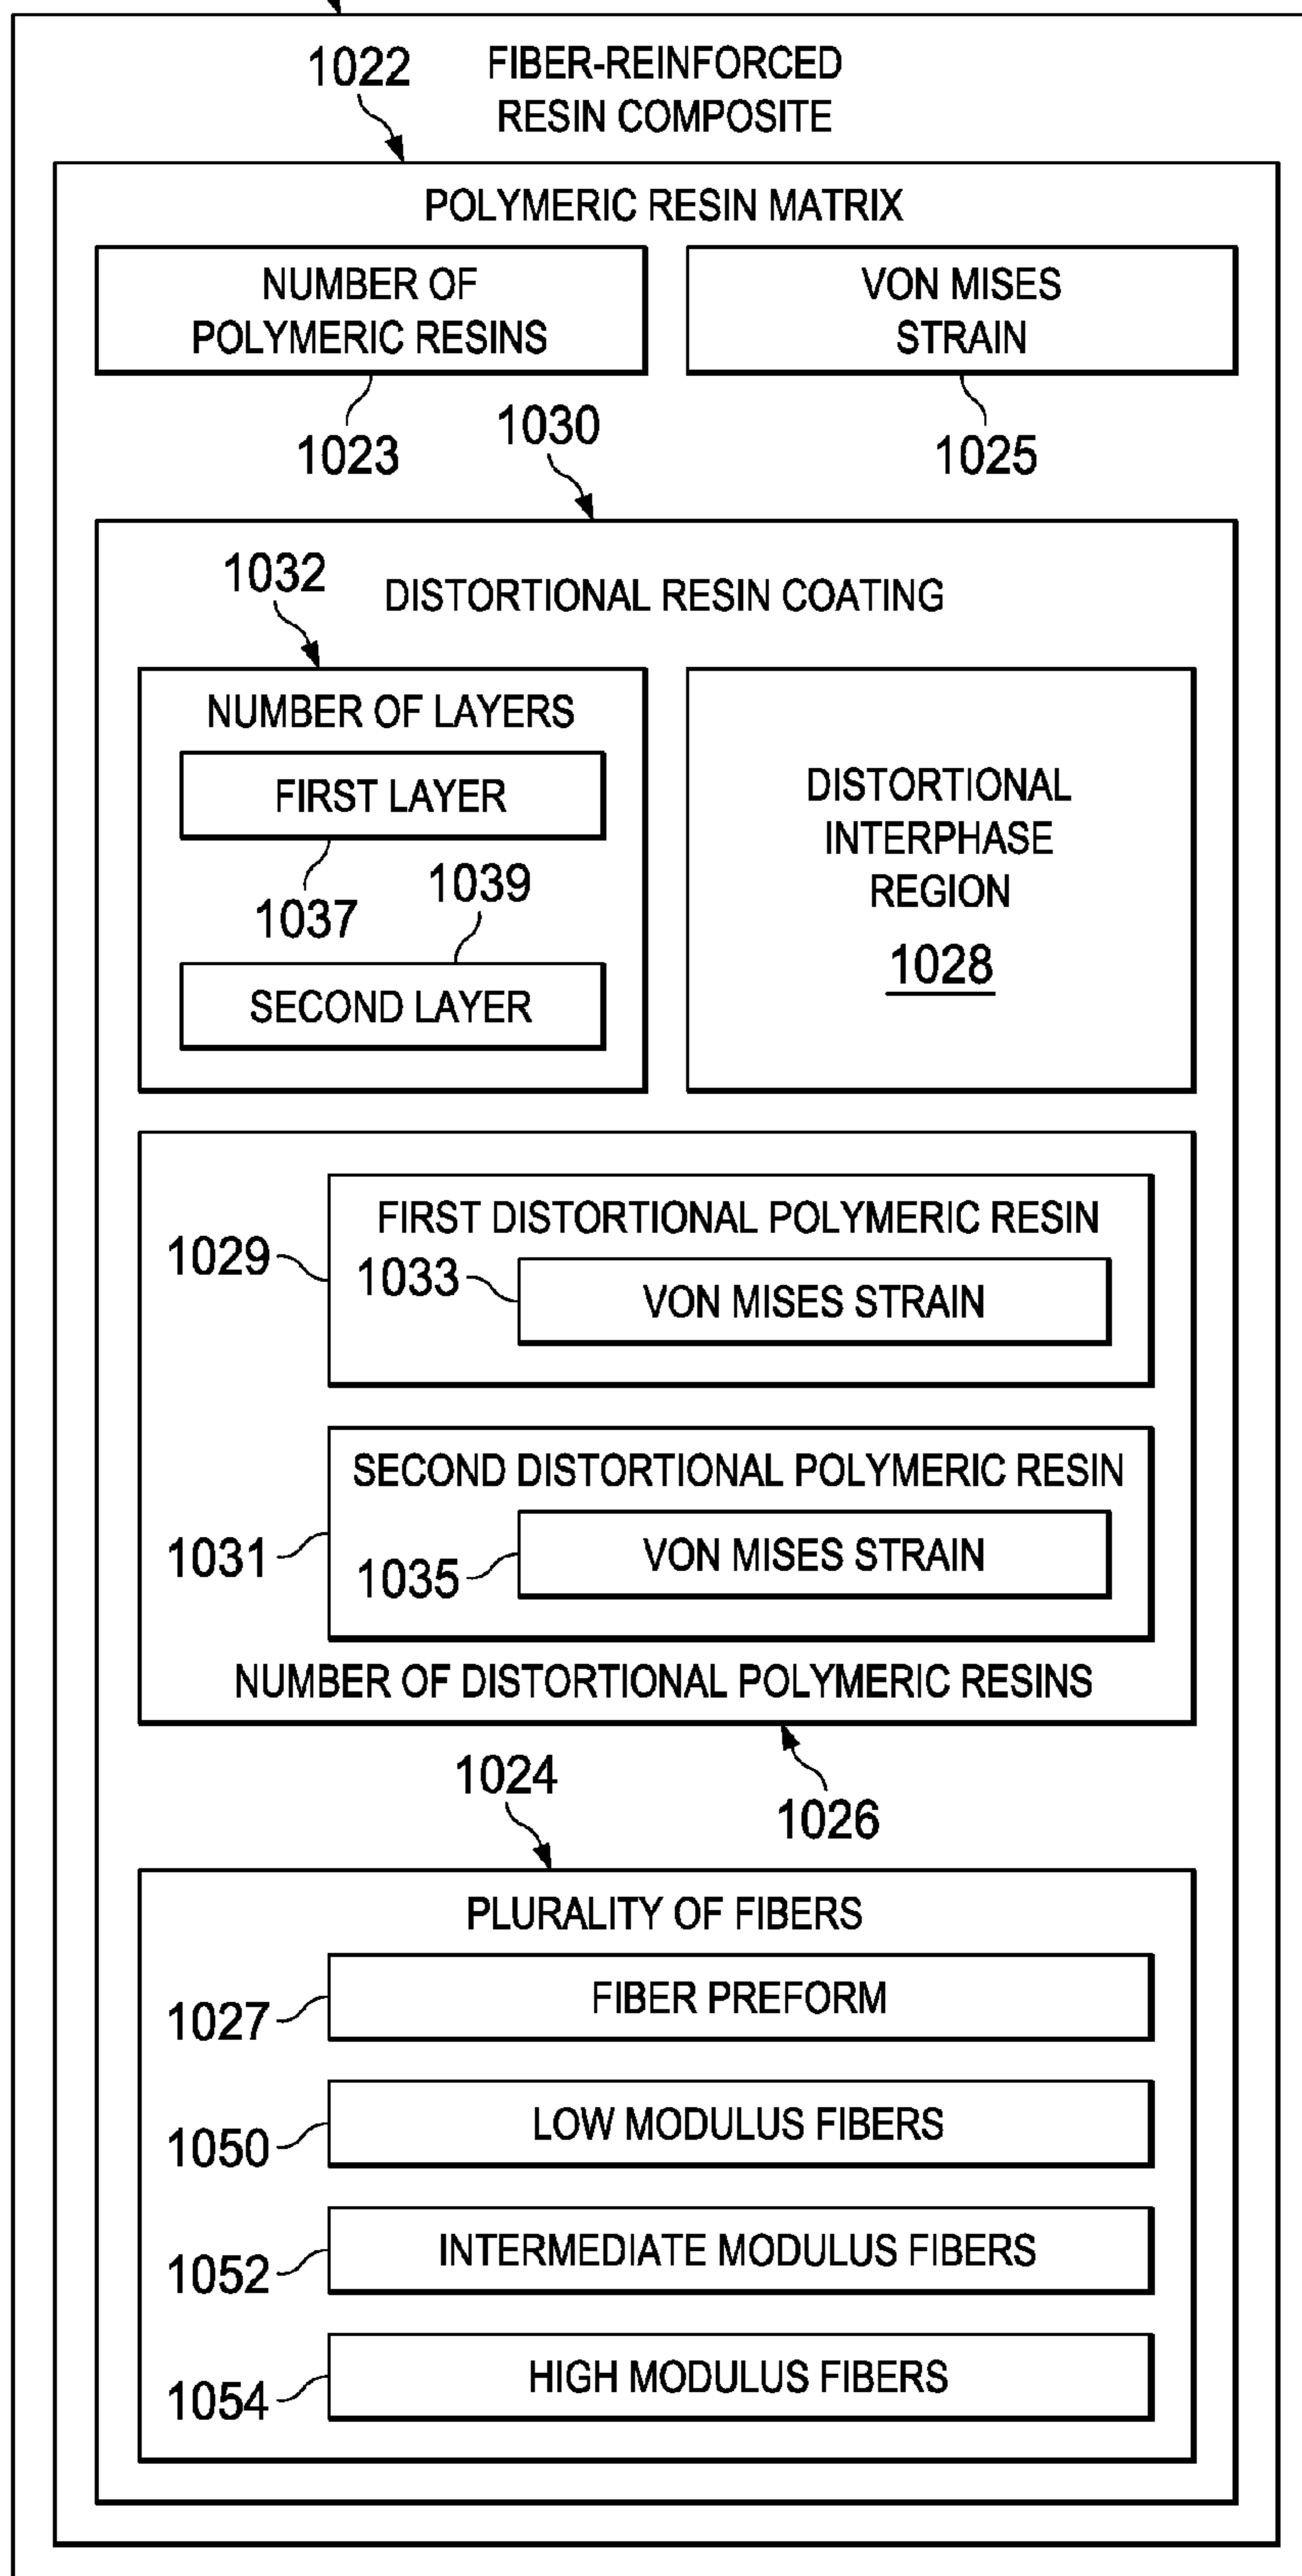 1022
FIBER-REINFORCED
RESIN COMPOSITE
POLYMERIC RESIN MATRIX
NUMBER OF
POLYMERIC RESINS
VON MISES
STRAIN
1023
1030
1025
1032
DISTORTIONAL RESIN COATING
NUMBER OF LAYERS
FIRST LAYER
1037
1039
SECOND LAYER
DISTORTIONAL
INTERPHASE
REGION
1028
FIRST DISTORTIONAL POLYMERIC RESIN
1029
1033
VON MISES STRAIN
SECOND DISTORTIONAL POLYMERIC RESIN
1031
1035
VON MISES STRAIN
NUMBER OF DISTORTIONAL POLYMERIC RESINS
1024
1026
PLURALITY OF FIBERS
1027
FIBER PREFORM
1050
LOW MODULUS FIBERS
1052
INTERMEDIATE MODULUS FIBERS
1054
HIGH MODULUS FIBERS